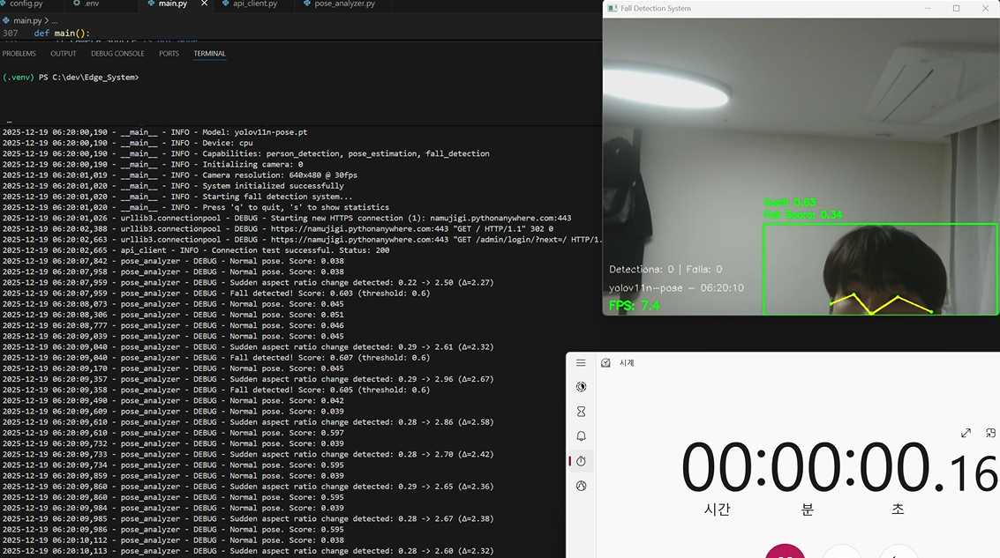 config.py
.env
main.py
api_client.py
pose_analyzer.py
main.py > ...
307 def main():
PROBLEMS OUTPUT DEBUG CONSOLE PORTS TERMINAL
(.venv) PS C:\dev\Edge_System>
…
2025-12-19 06:20:00,190 - __main__ - INFO - Model: yolov11n-pose.pt
2025-12-19 06:20:00,190 - __main__ - INFO - Device: cpu
2025-12-19 06:20:00,190 - __main__ - INFO - Capabilities: person_detection, pose_estimation, fall_detection
2025-12-19 06:20:00,190 - __main__ - INFO - Initializing camera: 0
2025-12-19 06:20:01,019 - __main__ - INFO - Camera resolution: 640x480 @ 30fps
2025-12-19 06:20:01,020 - __main__ - INFO - System initialized successfully
2025-12-19 06:20:01,020 - __main__ - INFO - Starting fall detection system...
2025-12-19 06:20:01,020 - __main__ - INFO - Press 'q' to quit, 's' to show statistics
2025-12-19 06:20:01,026 - urllib3.connectionpool - DEBUG - Starting new HTTPS connection (1): namujigi.pythonanywhere.com:443
2025-12-19 06:20:02,388 - urllib3.connectionpool - DEBUG - https://namujigi.pythonanywhere.com:443 "GET / HTTP/1.1" 302 0
2025-12-19 06:20:02,663 - urllib3.connectionpool - DEBUG - https://namujigi.pythonanywhere.com:443 "GET /admin/login/?next=/ HTTP/1.
2025-12-19 06:20:02,665 - api_client - INFO - Connection test successful. Status: 200
2025-12-19 06:20:07,842 - pose_analyzer - DEBUG - Normal pose. Score: 0.038
2025-12-19 06:20:07,958 - pose_analyzer - DEBUG - Normal pose. Score: 0.038
2025-12-19 06:20:07,959 - pose_analyzer - DEBUG - Sudden aspect ratio change detected: 0.22 -> 2.50 (Δ=2.27)
2025-12-19 06:20:07,959 - pose_analyzer - DEBUG - Fall detected! Score: 0.603 (threshold: 0.6)
2025-12-19 06:20:08,073 - pose_analyzer - DEBUG - Normal pose. Score: 0.045
2025-12-19 06:20:08,306 - pose_analyzer - DEBUG - Normal pose. Score: 0.051
2025-12-19 06:20:08,777 - pose_analyzer - DEBUG - Normal pose. Score: 0.046
2025-12-19 06:20:09,039 - pose_analyzer - DEBUG - Normal pose. Score: 0.045
2025-12-19 06:20:09,040 - pose_analyzer - DEBUG - Sudden aspect ratio change detected: 0.29 -> 2.61 (Δ=2.32)
2025-12-19 06:20:09,040 - pose_analyzer - DEBUG - Fall detected! Score: 0.607 (threshold: 0.6)
2025-12-19 06:20:09,170 - pose_analyzer - DEBUG - Normal pose. Score: 0.045
2025-12-19 06:20:09,357 - pose_analyzer - DEBUG - Sudden aspect ratio change detected: 0.29 -> 2.96 (Δ=2.67)
2025-12-19 06:20:09,358 - pose_analyzer - DEBUG - Fall detected! Score: 0.605 (threshold: 0.6)
2025-12-19 06:20:09,490 - pose_analyzer - DEBUG - Normal pose. Score: 0.042
2025-12-19 06:20:09,609 - pose_analyzer - DEBUG - Normal pose. Score: 0.039
2025-12-19 06:20:09,610 - pose_analyzer - DEBUG - Sudden aspect ratio change detected: 0.28 -> 2.86 (Δ=2.58)
2025-12-19 06:20:09,610 - pose_analyzer - DEBUG - Normal pose. Score: 0.597
2025-12-19 06:20:09,732 - pose_analyzer - DEBUG - Normal pose. Score: 0.039
2025-12-19 06:20:09,733 - pose_analyzer - DEBUG - Sudden aspect ratio change detected: 0.28 -> 2.70 (Δ=2.42)
2025-12-19 06:20:09,734 - pose_analyzer - DEBUG - Normal pose. Score: 0.595
2025-12-19 06:20:09,859 - pose_analyzer - DEBUG - Normal pose. Score: 0.039
2025-12-19 06:20:09,860 - pose_analyzer - DEBUG - Sudden aspect ratio change detected: 0.29 -> 2.65 (Δ=2.36)
2025-12-19 06:20:09,860 - pose_analyzer - DEBUG - Normal pose. Score: 0.595
2025-12-19 06:20:09,984 - pose_analyzer - DEBUG - Normal pose. Score: 0.039
2025-12-19 06:20:09,985 - pose_analyzer - DEBUG - Sudden aspect ratio change detected: 0.28 -> 2.67 (Δ=2.38)
2025-12-19 06:20:09,986 - pose_analyzer - DEBUG - Normal pose. Score: 0.595
2025-12-19 06:20:10,112 - pose_analyzer - DEBUG - Normal pose. Score: 0.038
2025-12-19 06:20:10,113 - pose_analyzer - DEBUG - Sudden aspect ratio change detected: 0.28 -> 2.60 (Δ=2.32)
Fall Detection System
Conf: 0.63
Fall Score: 0.34
Detections: 0 | Falls: 0
yolov11n-pose - 06:20:10
FPS: 7.4
시계
00:00:00.16
시간 분 초